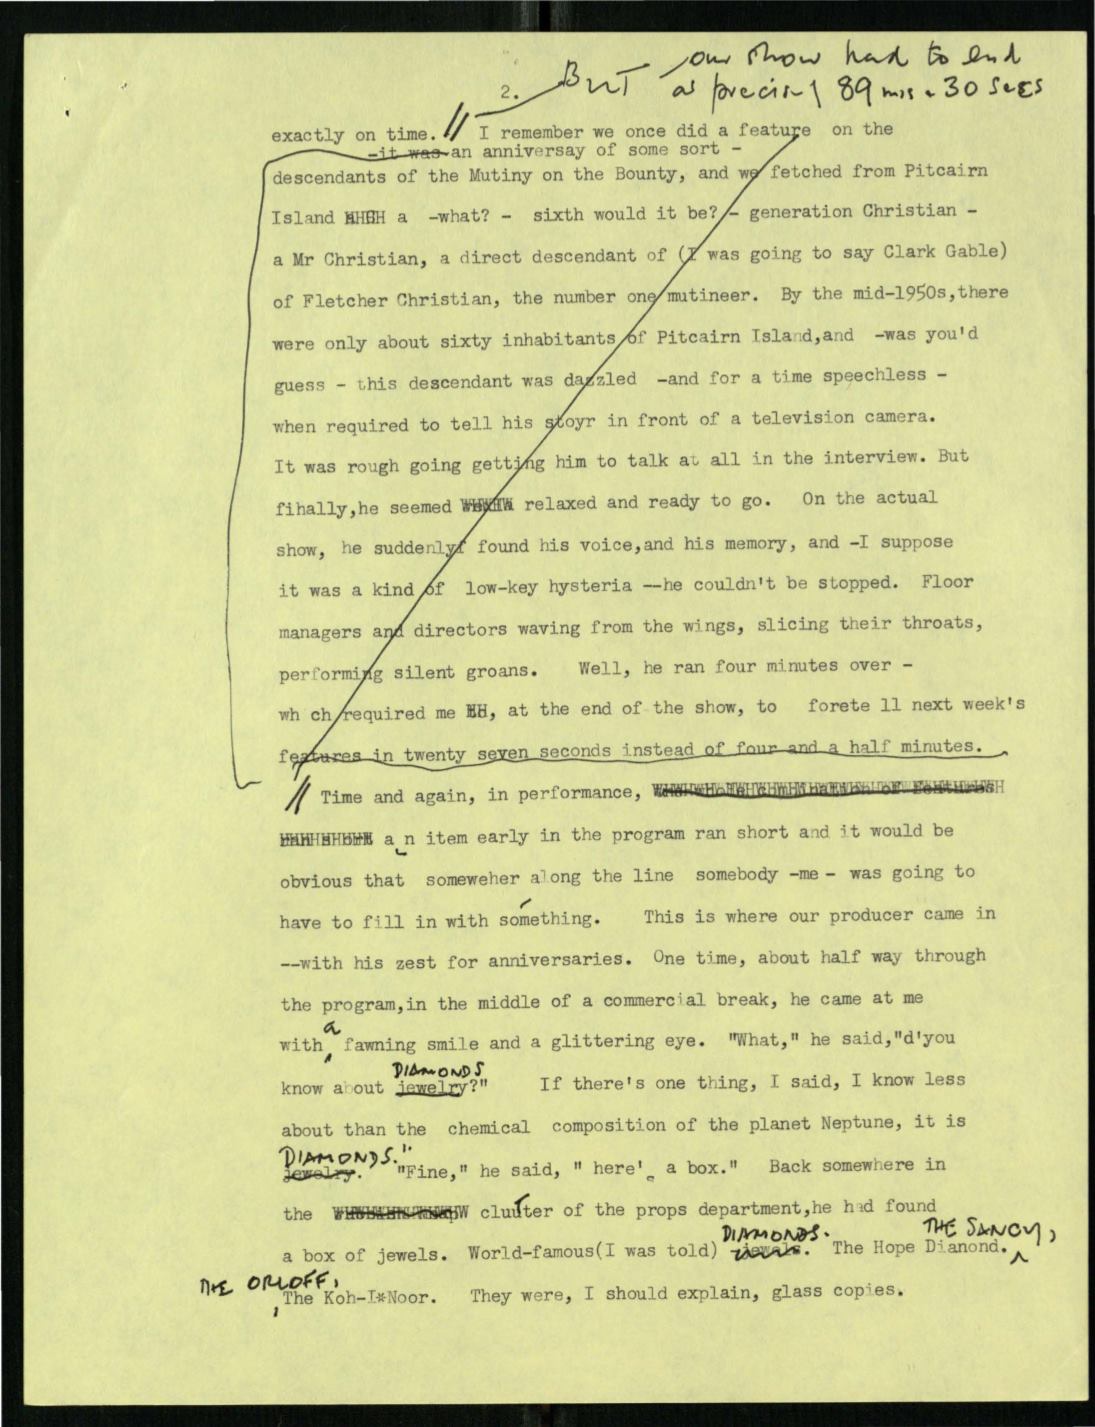 our show had to end
2. BUT as precisely 89 mis & 30 Secs
exactly on time. // I remember we once did a feature on the
-it was-an anniversay of some sort -
descendants of the Mutiny on the Bounty, and we fetched from Pitcairn
Island a -what? - sixth would it be? - generation Christian -
a Mr Christian, a direct descendant of (I was going to say Clark Gable)
of Fletcher Christian, the number one mutineer. By the mid-1950s,there
were only about sixty inhabitants of Pitcairn Island,and -was you'd
guess - this descendant was dazzled -and for a time speechless -
when required to tell his stoyr in front of a television camera.
It was rough going getting him to talk at all in the interview. But
fihally,he seemed relaxed and ready to go. On the actual
show, he suddenly found his voice,and his memory, and -I suppose
it was a kind of low-key hysteria --he couldn't be stopped. Floor
managers and directors waving from the wings, slicing their throats,
performing silent groans. Well, he ran four minutes over -
wh ch required me , at the end of the show, to forete ll next week's
features in twenty seven seconds instead of four and a half minutes.
// Time and again, in performance,
a n item early in the program ran short and it would be
obvious that someweher along the line somebody -me - was going to
have to fill in with something. This is where our producer came in
--with his zest for anniversaries. One time, about half way through
the program,in the middle of a commercial break, he came at me
a
with fawning smile and a glittering eye. "What," he said,"d'you
DIAMONDS
know about jewelry?" If there's one thing, I said, I know less
about than the chemical composition of the planet Neptune, it is
DIAMONDS."
jewelry. "Fine," he said, " here' a box." Back somewhere in
the clutter of the props department,he had found
DIAMONDS. THE SANCY,
a box of jewels. World-famous(I was told) jewels. The Hope Dianond.
THE ORLOFF,
The Koh-I*Noor. They were, I should explain, glass copies.